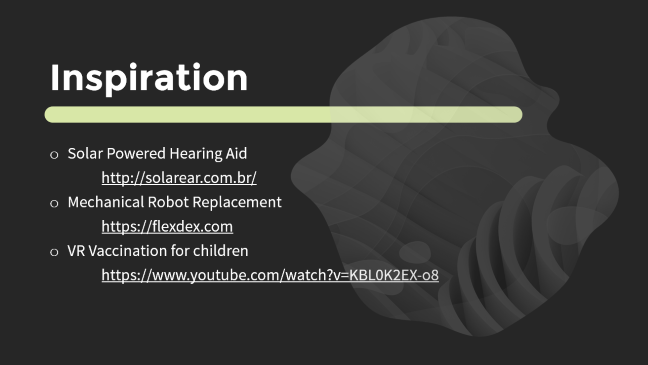 Inspiration
o Solar Powered Hearing Aid
http://solarear.com.br/
o Mechanical Robot Replacement
https://flexdex.com
o VR Vaccination for children
https://www.youtube.com/watch?v=KBL0K2EX-o8